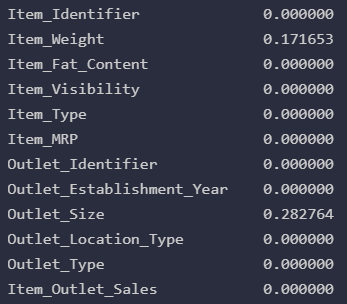 Item_Identifier 0.000000
Item_Weight 0.171653
Item_Fat_Content 0.000000
Item_Visibility 0.000000
Item_Type 0.000000
Item_MRP 0.000000
Outlet_Identifier 0.000000
Outlet_Establishment_Year 0.000000
Outlet_Size 0.282764
Outlet_Location_Type 0.000000
Outlet_Type 0.000000
Item_Outlet_Sales 0.000000